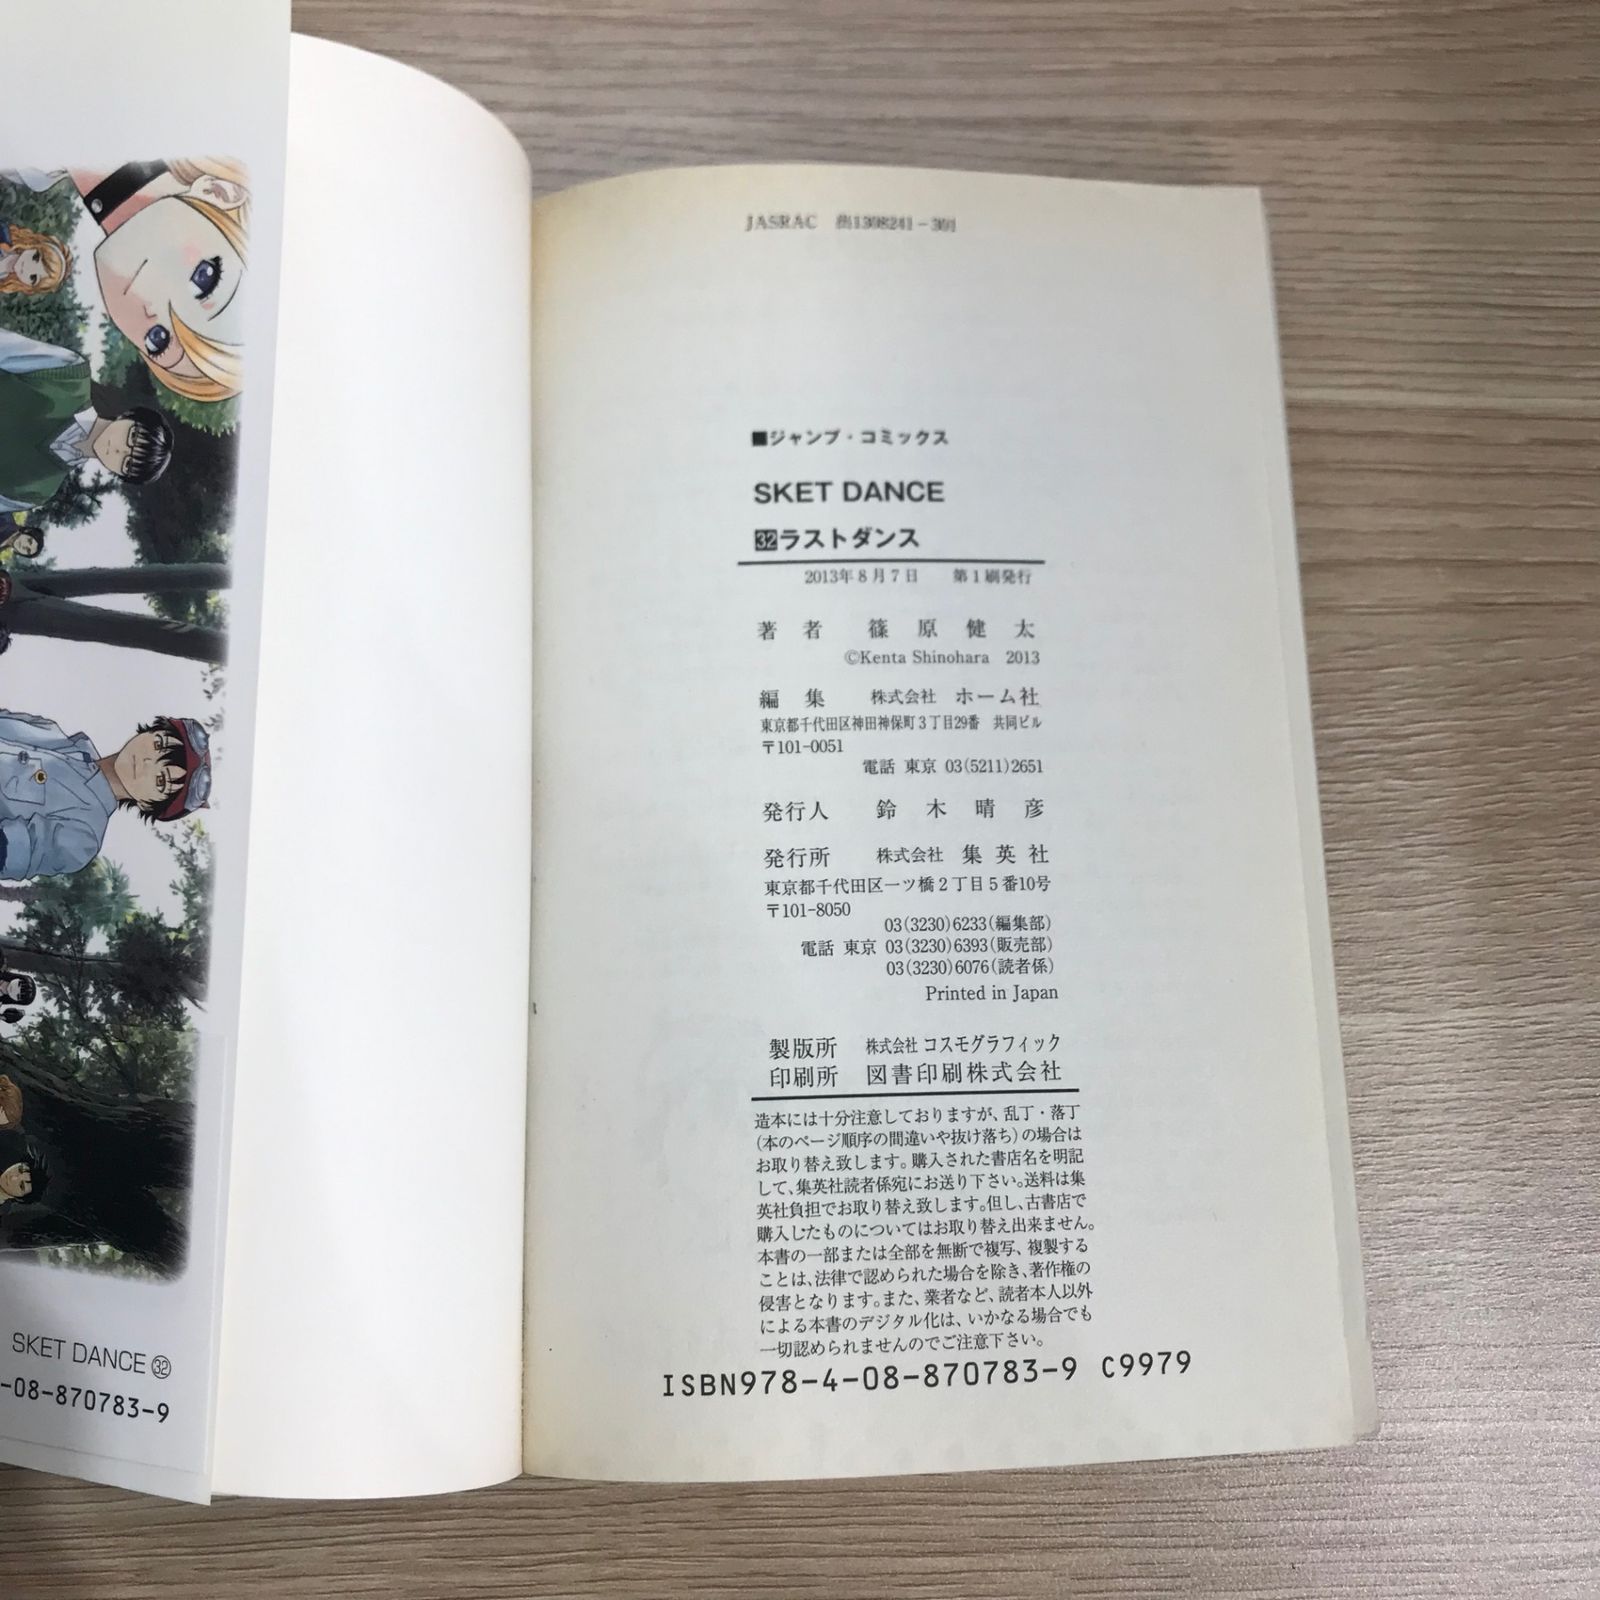 JASRAC 出1308241-301
■ジャンプ・コミックス
SKET DANCE
32ラストダンス
2013年8月7日 第1刷発行
著者 篠原健太
©Kenta Shinohara 2013
編集 株式会社 ホーム社
東京都千代田区神田神保町3丁目29番 共同ビル
〒101-0051
電話 東京 03(5211)2651
発行人 鈴木晴彦
発行所 株式会社 集英社
東京都千代田区一ツ橋2丁目5番10号
〒101-8050
03(3230)6233(編集部)
電話 東京 03(3230)6393(販売部)
03(3230)6076(読者係)
Printed in Japan
製版所 株式会社 コスモグラフィック
印刷所 図書印刷株式会社
造本には十分注意しておりますが、乱丁・落丁
(本のページ順序の間違いや抜け落ち)の場合は
お取り替え致します。購入された書店名を明記
して、集英社読者係宛にお送り下さい。送料は集
英社負担でお取り替え致します。但し、古書店で
購入したものについてはお取り替え出来ません。
本書の一部または全部を無断で複写、複製する
ことは、法律で認められた場合を除き、著作権の
侵害となります。また、業者など、読者本人以外
による本書のデジタル化は、いかなる場合でも
一切認められませんのでご注意下さい。
ISBN978-4-08-870783-9 C9979
SKET DANCE㉜
-08-870783-9